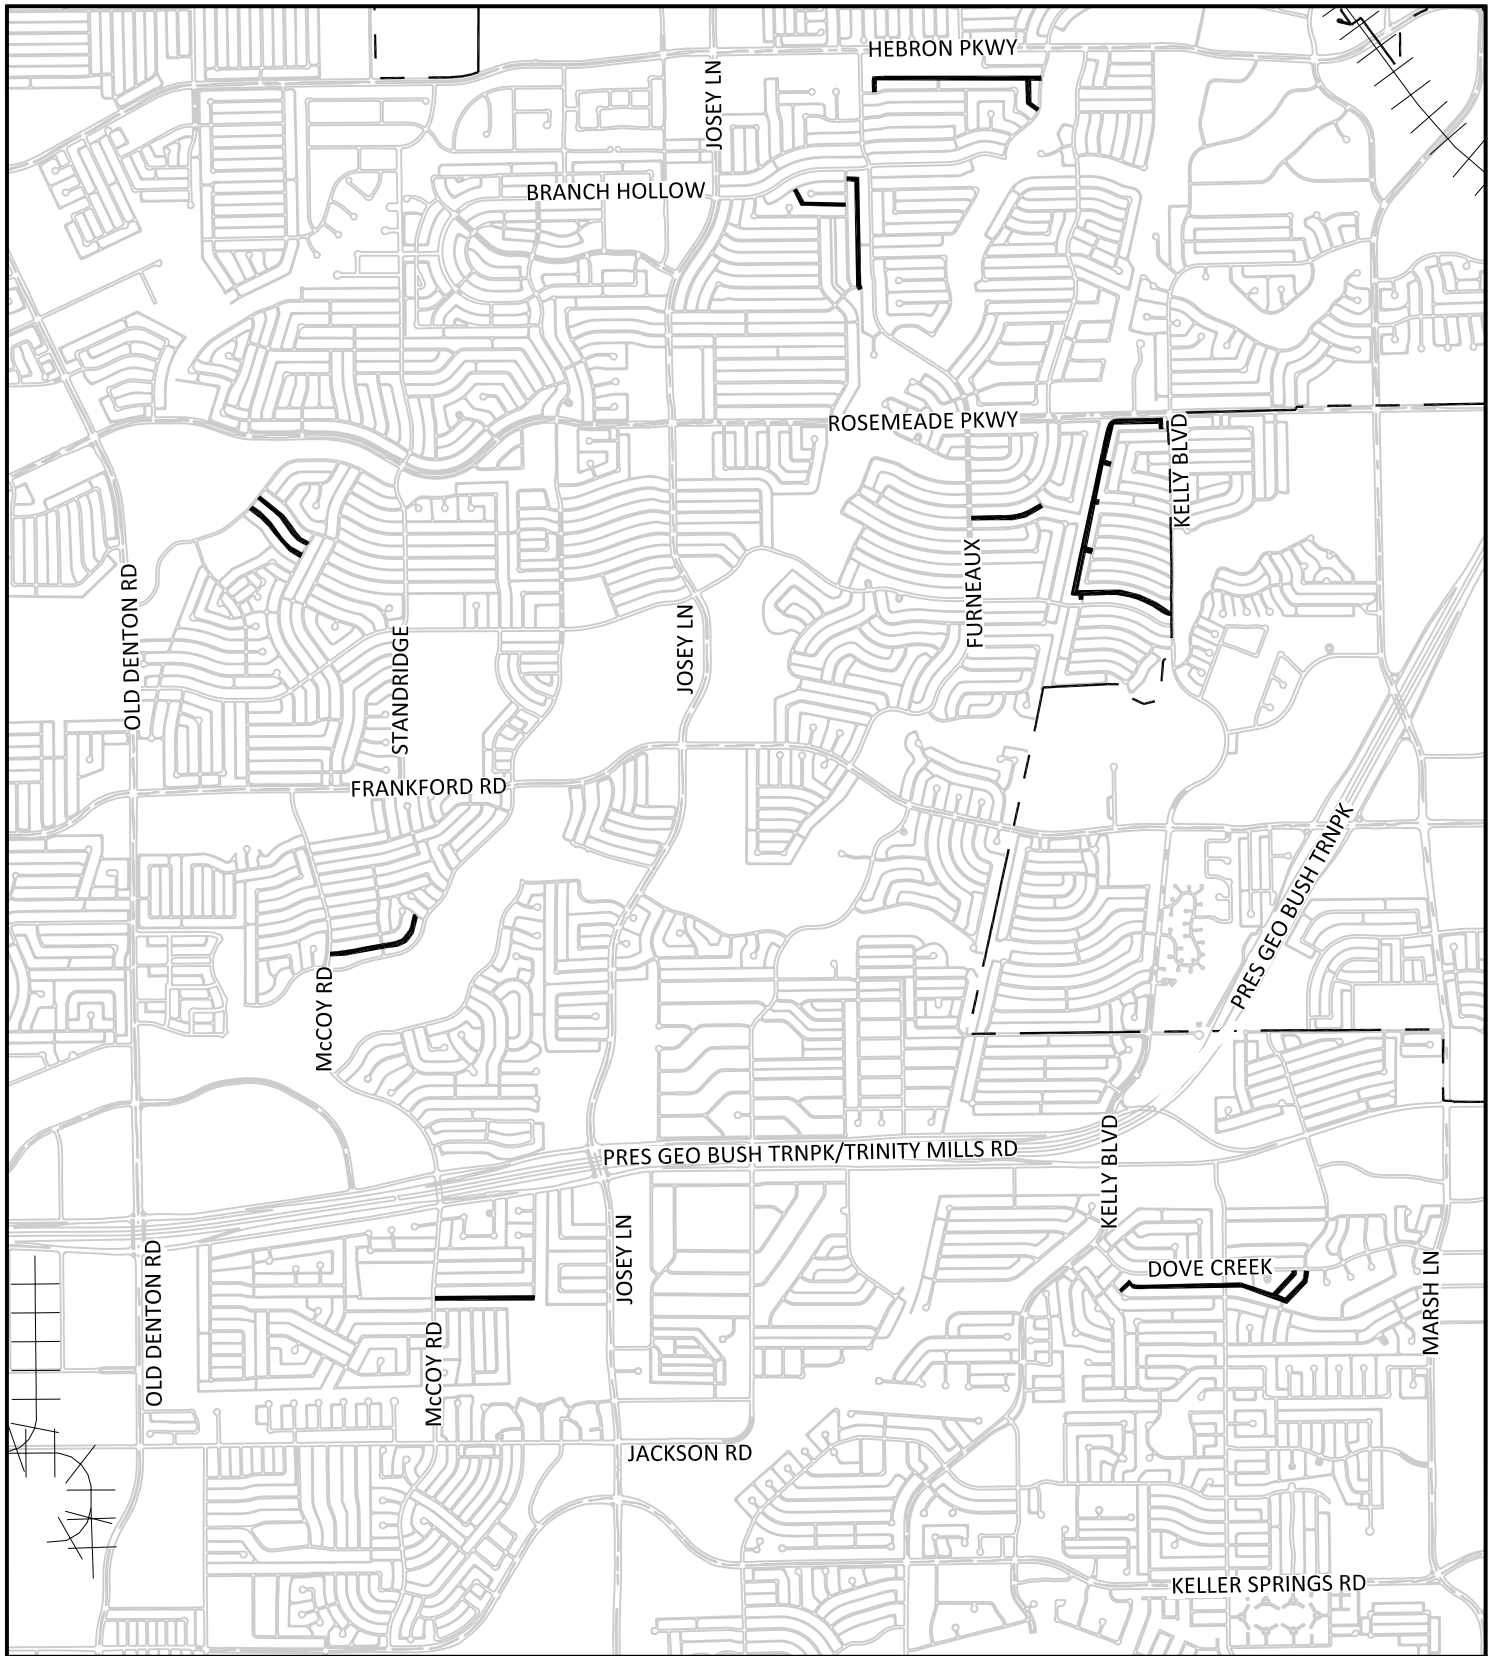 HEBRON PKWY
JOSEY LN
BRANCH HOLLOW
ROSEMEADE PKWY
KELLY BLVD
OLD DENTON RD
FURNEAUX
STANDRIDGE
JOSEY LN
FRANKFORD RD
PRES GEO BUSH TRNPK
McCOY RD
PRES GEO BUSH TRNPK/TRINITY MILLS RD
KELLY BLVD
OLD DENTON RD
JOSEY LN
DOVE CREEK
MARSH LN
McCOY RD
JACKSON RD
KELLER SPRINGS RD